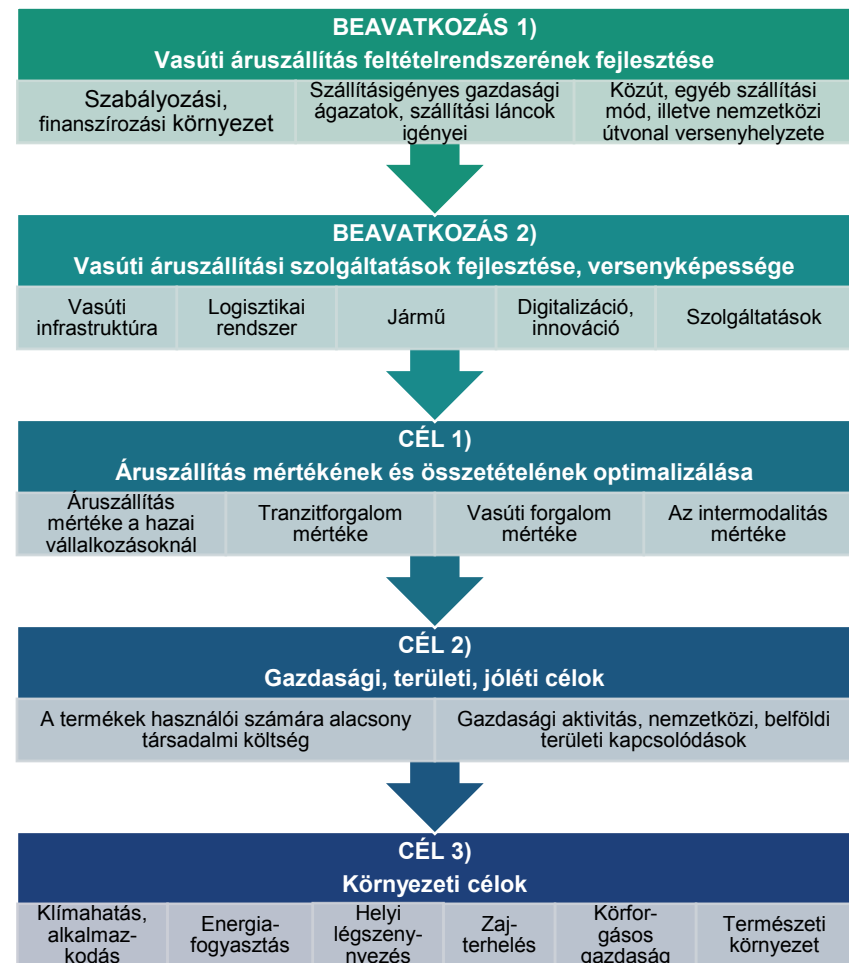 BEAVATKOZÁS 1)
Vasúti áruszállítás feltételrendszerének fejlesztése
Szabályozási,
finanszírozási környezet
Szállításigényes gazdasági
ágazatok, szállítási láncok
igényei
Közút, egyéb szállítási
mód, illetve nemzetközi
útvonal versenyhelyzete
BEAVATKOZÁS 2)
Vasúti áruszállítási szolgáltatások fejlesztése, versenyképessége
Vasúti
infrastruktúra
Logisztikai
rendszer
Jármű
Digitalizáció,
innováció
Szolgáltatások
CÉL 1)
Áruszállítás mértékének és összetételének optimalizálása
Áruszállítás
mértéke a hazai
vállalkozásoknál
Tranzitforgalom
mértéke
Vasúti forgalom
mértéke
Az intermodalitás
mértéke
CÉL 2)
Gazdasági, területi, jóléti célok
A termékek használói számára alacsony
társadalmi költség
Gazdasági aktivitás, nemzetközi, belföldi
területi kapcsolódások
CÉL 3)
Környezeti célok
Klímahatás,
alkalmaz-
kodás
Energia-
fogyasztás
Helyi
légszeny-
nyezés
Zaj-
terhelés
Körfor-
gásos
gazdaság
Természeti
környezet